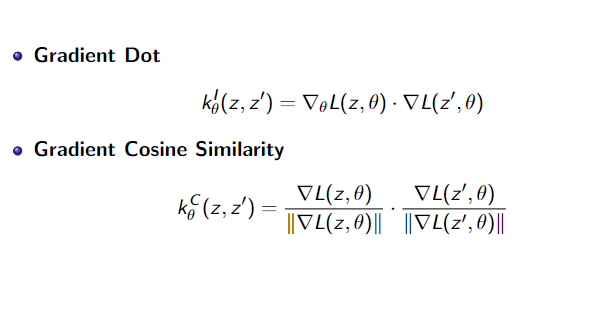 • Gradient Dot
k_θ^I(z, z′) = ∇_θL(z, θ) · ∇L(z′, θ)
• Gradient Cosine Similarity
k_θ^C(z, z′) = ∇L(z, θ) / ‖∇L(z, θ)‖ · ∇L(z′, θ) / ‖∇L(z′, θ)‖